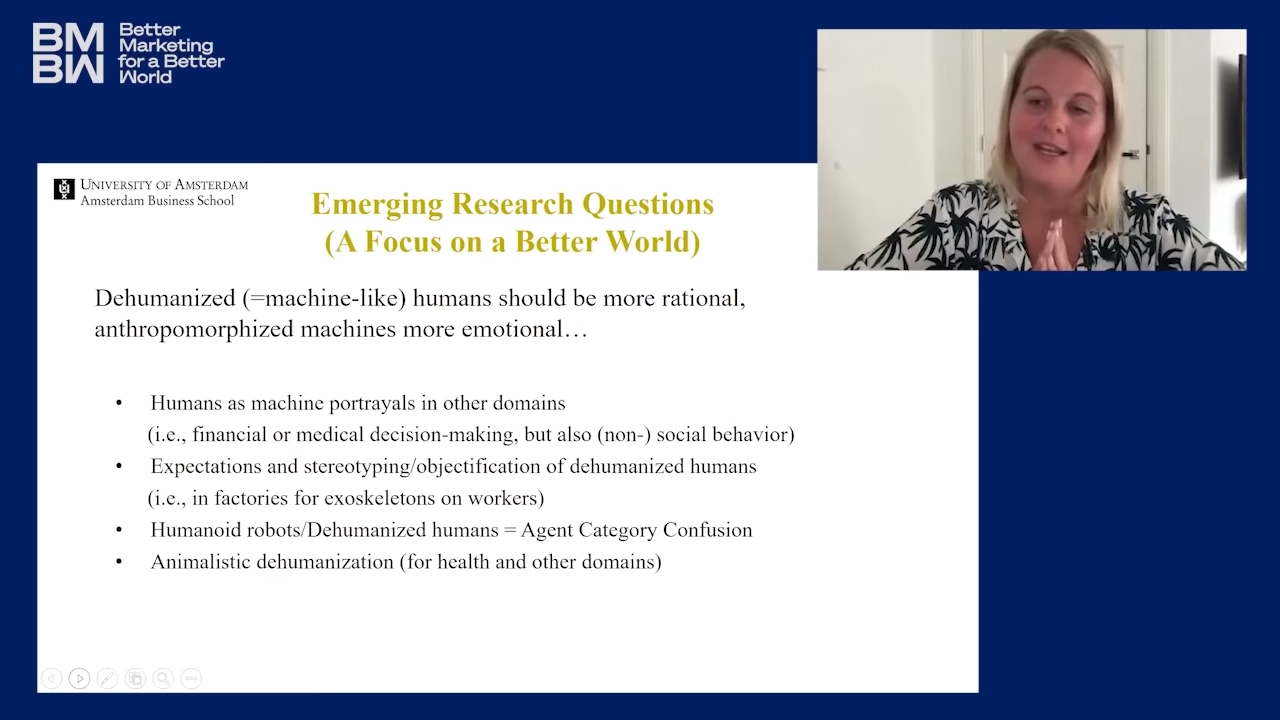 BM
BW
Better
Marketing
for a Better
World
UNIVERSITY OF AMSTERDAM
Amsterdam Business School
Emerging Research Questions
(A Focus on a Better World)
Dehumanized (=machine-like) humans should be more rational,
anthropomorphized machines more emotional…
• Humans as machine portrayals in other domains
(i.e., financial or medical decision-making, but also (non-) social behavior)
• Expectations and stereotyping/objectification of dehumanized humans
(i.e., in factories for exoskeletons on workers)
• Humanoid robots/Dehumanized humans = Agent Category Confusion
• Animalistic dehumanization (for health and other domains)